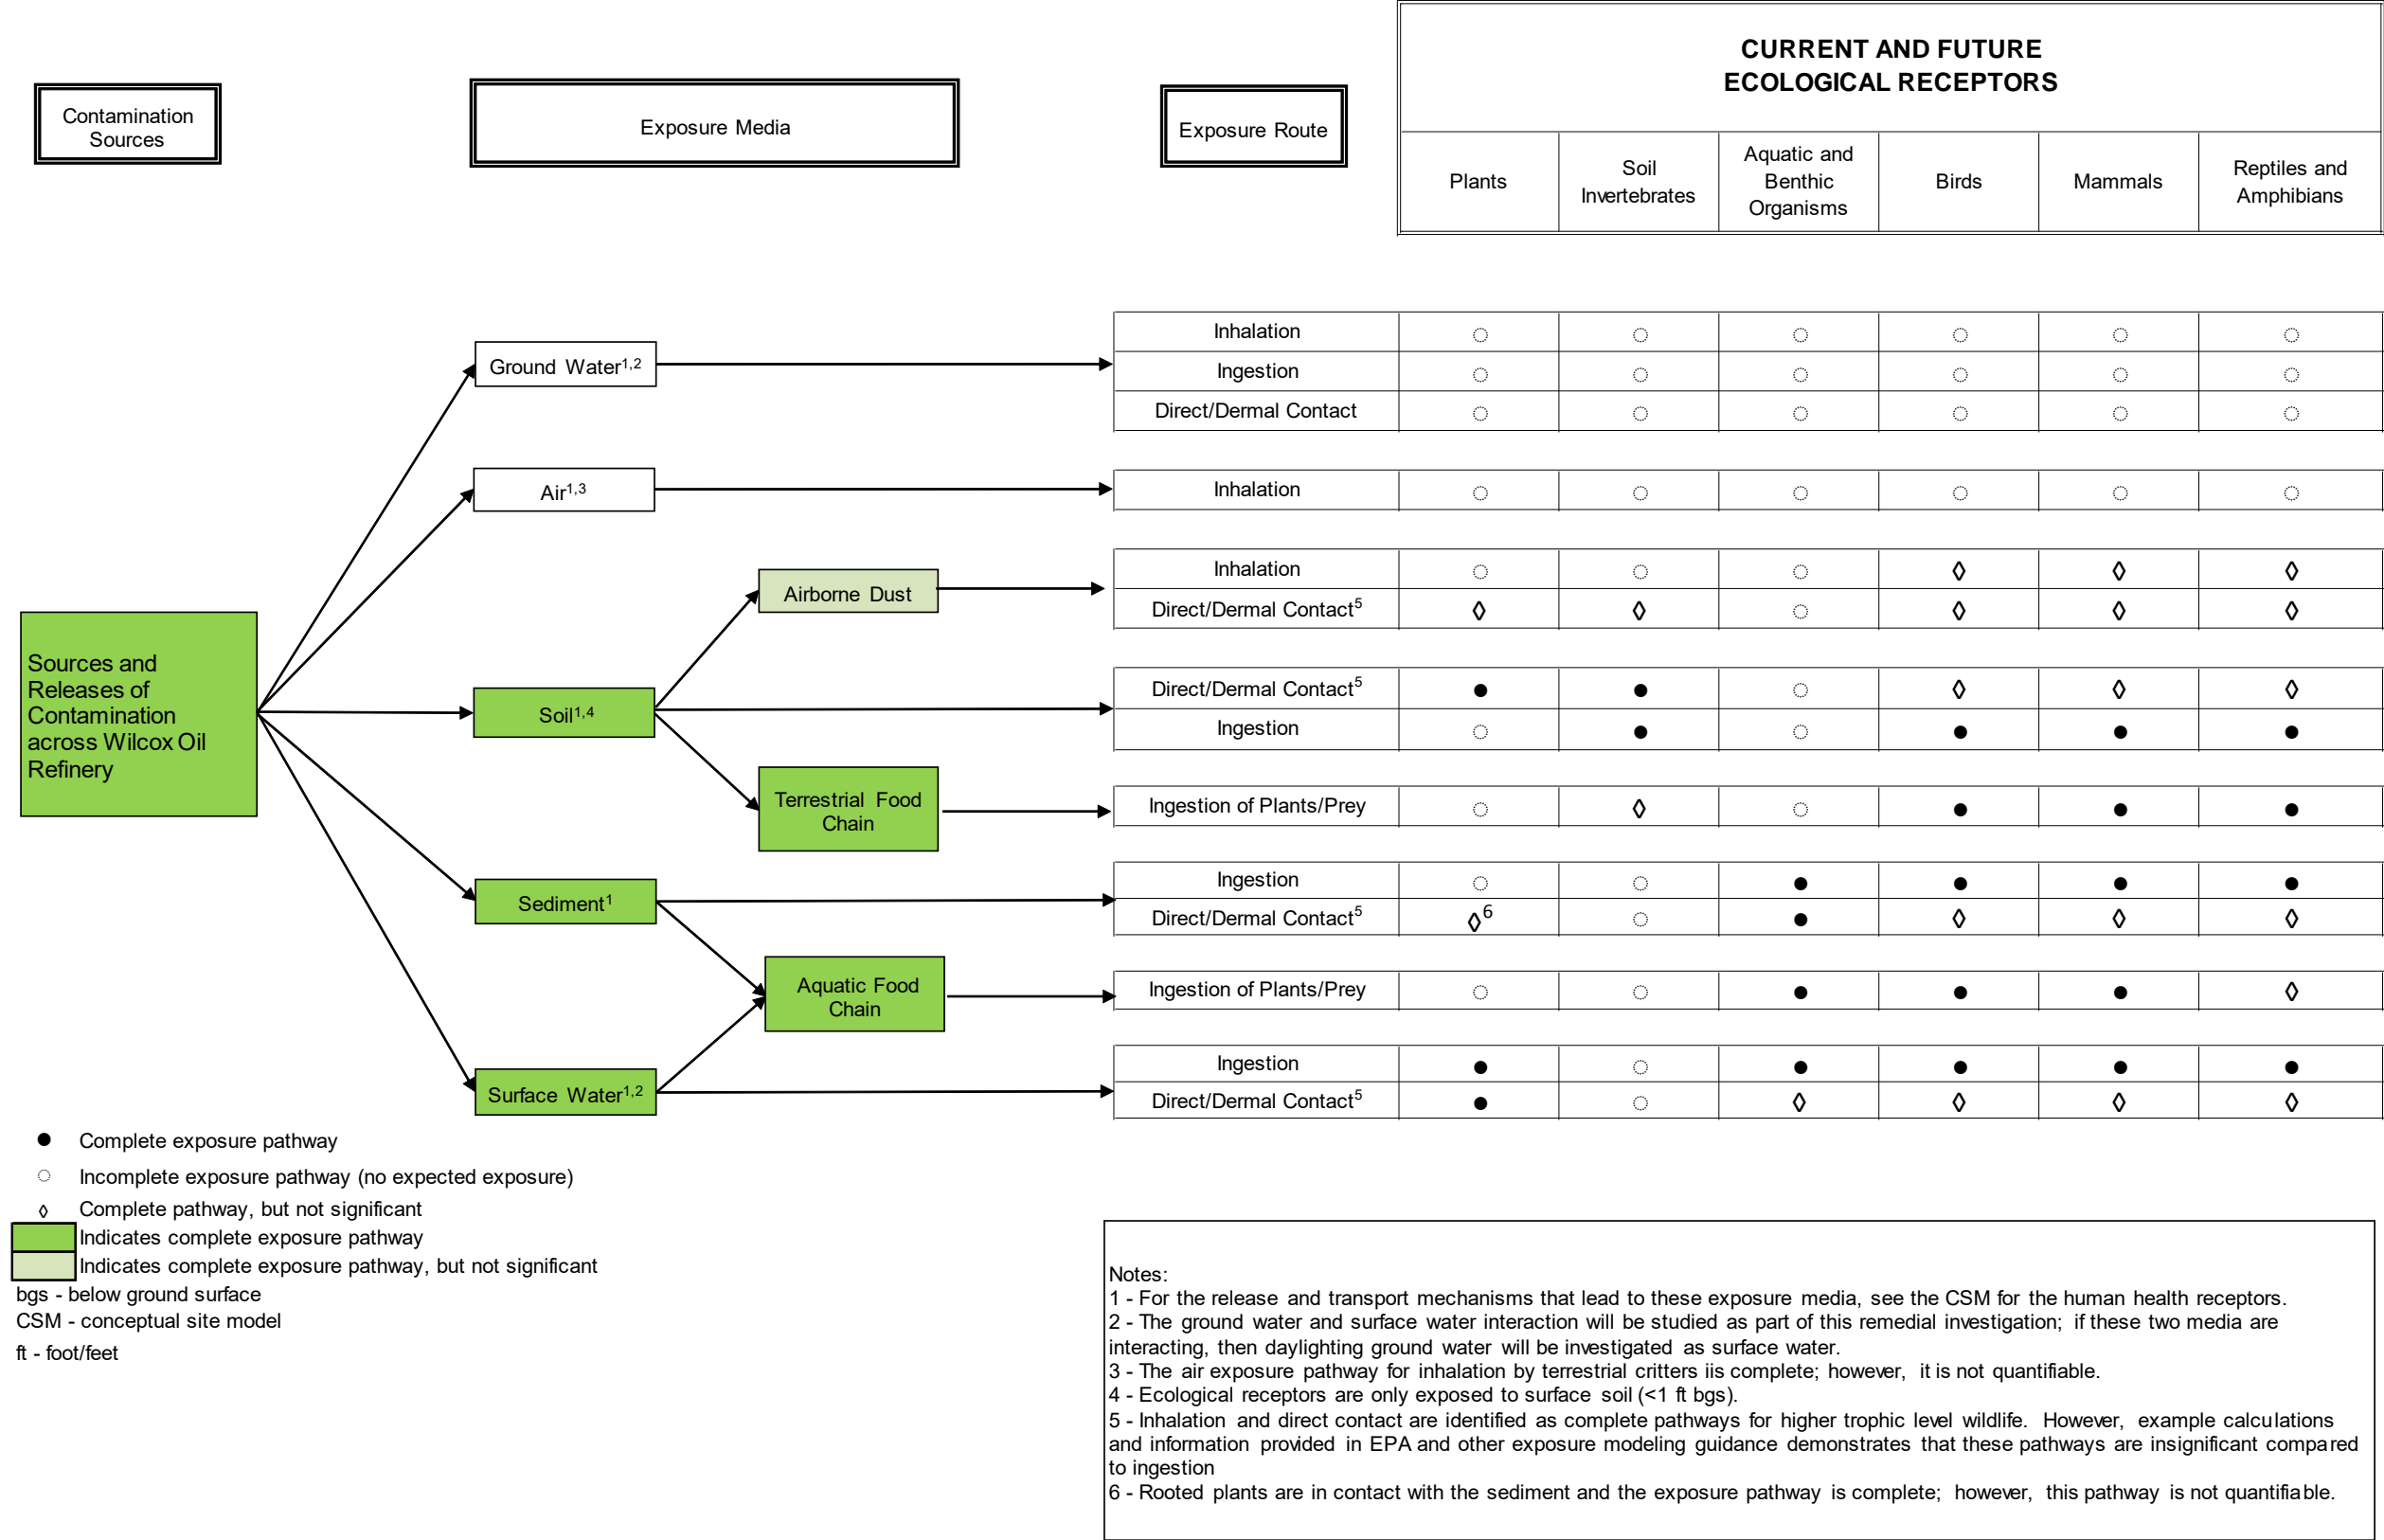 CURRENT AND FUTURE
ECOLOGICAL RECEPTORS
Contamination
Sources
Exposure Media
Exposure Route
Plants
Soil
Invertebrates
Aquatic and
Benthic
Organisms
Birds
Mammals
Reptiles and
Amphibians
Sources and
Releases of
Contamination
across Wilcox Oil
Refinery
Ground Water1,2
Inhalation
Ingestion
Direct/Dermal Contact
Air1,3
Inhalation
Airborne Dust
Inhalation
Direct/Dermal Contact5
Soil1,4
Direct/Dermal Contact5
Ingestion
Terrestrial Food
Chain
Ingestion of Plants/Prey
Sediment1
Ingestion
Direct/Dermal Contact5
6
Aquatic Food
Chain
Ingestion of Plants/Prey
Surface Water1,2
Ingestion
Direct/Dermal Contact5
Complete exposure pathway
Incomplete exposure pathway (no expected exposure)
Complete pathway, but not significant
Indicates complete exposure pathway
Indicates complete exposure pathway, but not significant
bgs - below ground surface
CSM - conceptual site model
ft - foot/feet
Notes:
1 - For the release and transport mechanisms that lead to these exposure media, see the CSM for the human health receptors.
2 - The ground water and surface water interaction will be studied as part of this remedial investigation; if these two media are
interacting, then daylighting ground water will be investigated as surface water.
3 - The air exposure pathway for inhalation by terrestrial critters iis complete; however, it is not quantifiable.
4 - Ecological receptors are only exposed to surface soil (<1 ft bgs).
5 - Inhalation and direct contact are identified as complete pathways for higher trophic level wildlife. However, example calculations
and information provided in EPA and other exposure modeling guidance demonstrates that these pathways are insignificant compared
to ingestion
6 - Rooted plants are in contact with the sediment and the exposure pathway is complete; however, this pathway is not quantifiable.